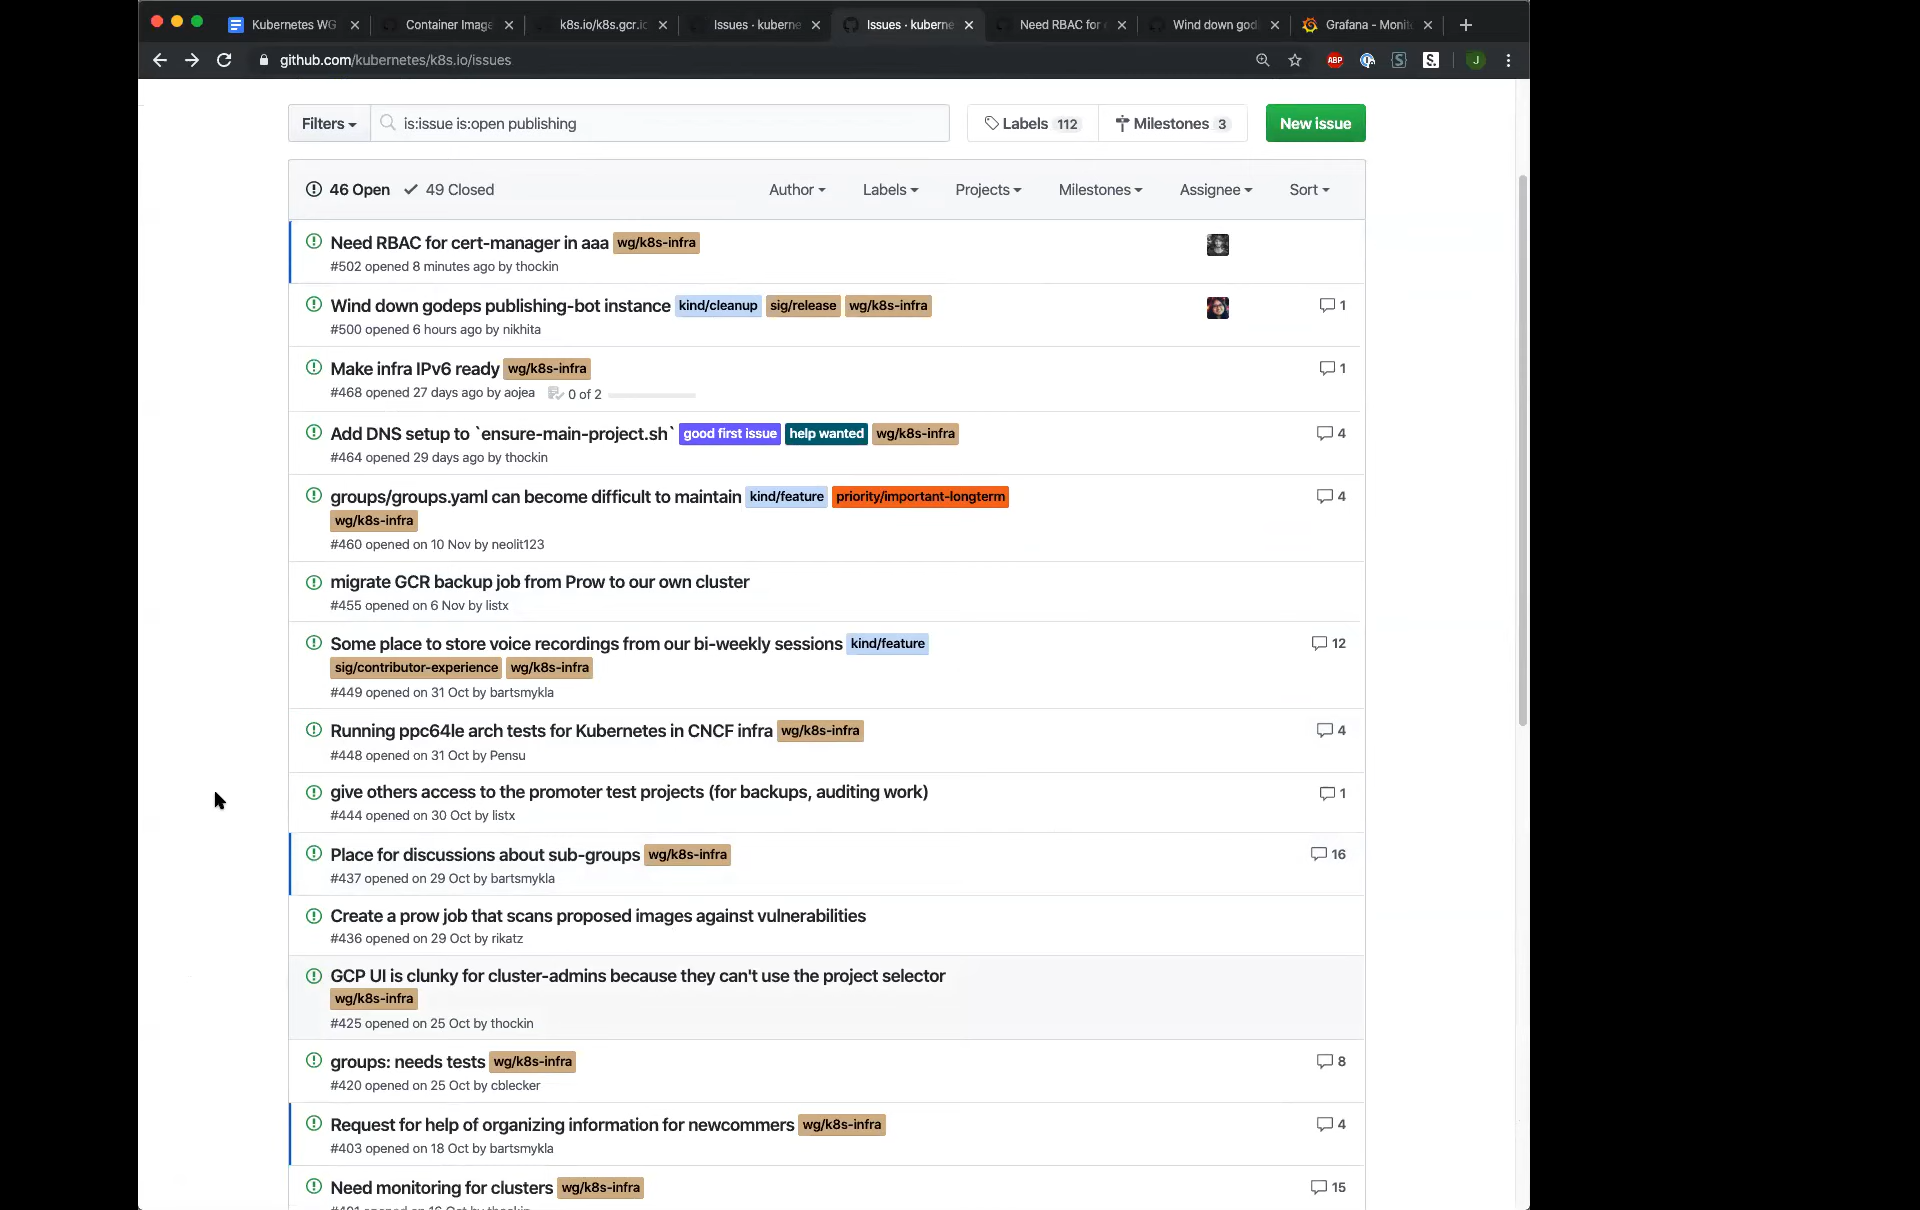 Kubernetes WG
Container Image
k8s.io/k8s.gcr.io
Issues · kuberne
Issues · kuberne
Need RBAC for
Wind down god
Grafana - Monit
github.com/kubernetes/k8s.io/issues
ABP
J
Filters
is:issue is:open publishing
Labels 112
Milestones 3
New issue
46 Open
49 Closed
Author
Labels
Projects
Milestones
Assignee
Sort
Need RBAC for cert-manager in aaa wg/k8s-infra
#502 opened 8 minutes ago by thockin
Wind down godeps publishing-bot instance kind/cleanup sig/release wg/k8s-infra 1
#500 opened 6 hours ago by nikhita
Make infra IPv6 ready wg/k8s-infra 1
#468 opened 27 days ago by aojea 0 of 2
Add DNS setup to `ensure-main-project.sh` good first issue help wanted wg/k8s-infra 4
#464 opened 29 days ago by thockin
groups/groups.yaml can become difficult to maintain kind/feature priority/important-longterm 4
wg/k8s-infra
#460 opened on 10 Nov by neolit123
migrate GCR backup job from Prow to our own cluster
#455 opened on 6 Nov by listx
Some place to store voice recordings from our bi-weekly sessions kind/feature 12
sig/contributor-experience wg/k8s-infra
#449 opened on 31 Oct by bartsmykla
Running ppc64le arch tests for Kubernetes in CNCF infra wg/k8s-infra 4
#448 opened on 31 Oct by Pensu
give others access to the promoter test projects (for backups, auditing work) 1
#444 opened on 30 Oct by listx
Place for discussions about sub-groups wg/k8s-infra 16
#437 opened on 29 Oct by bartsmykla
Create a prow job that scans proposed images against vulnerabilities
#436 opened on 29 Oct by rikatz
GCP UI is clunky for cluster-admins because they can't use the project selector
wg/k8s-infra
#425 opened on 25 Oct by thockin
groups: needs tests wg/k8s-infra 8
#420 opened on 25 Oct by cblecker
Request for help of organizing information for newcommers wg/k8s-infra 4
#403 opened on 18 Oct by bartsmykla
Need monitoring for clusters wg/k8s-infra 15